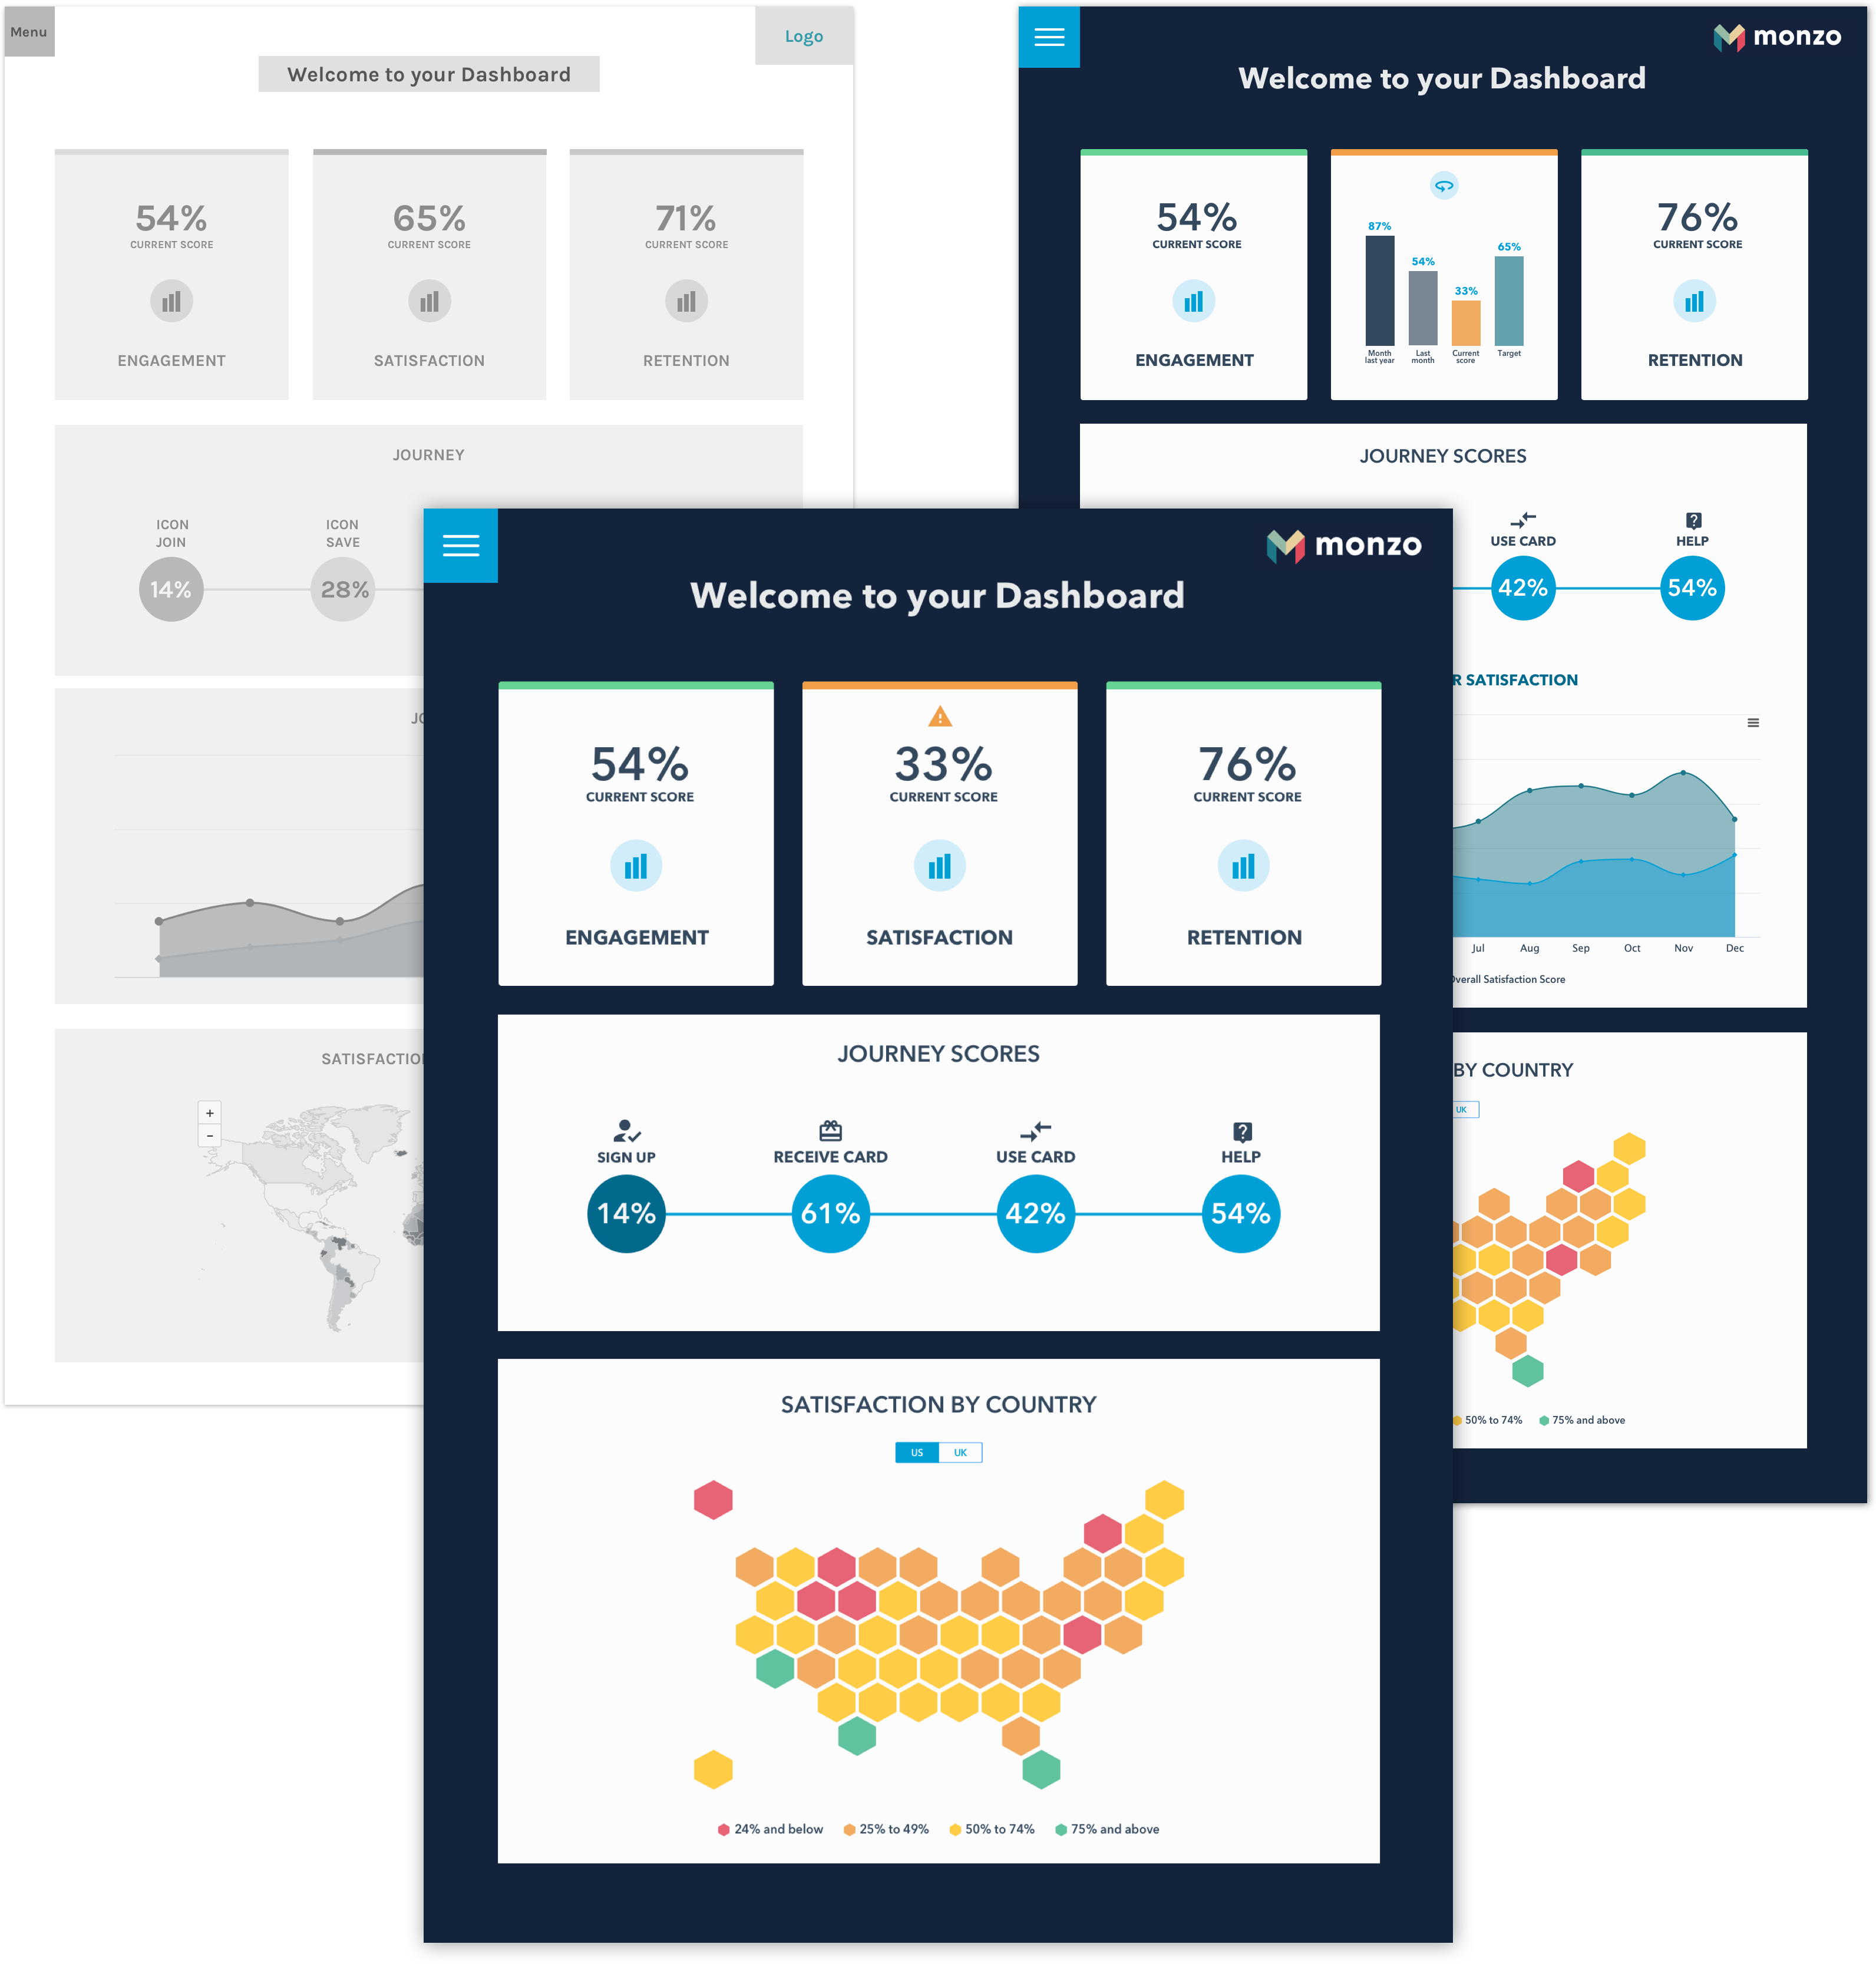 Menu
Logo
Welcome to your Dashboard
54%
CURRENT SCORE
ENGAGEMENT
65%
CURRENT SCORE
SATISFACTION
71%
CURRENT SCORE
RETENTION
JOURNEY
ICON
JOIN
14%
ICON
SAVE
28%
JO
SATISFACTIO
+
−
monzo
Welcome to your Dashboard
54%
CURRENT SCORE
ENGAGEMENT
87%
54%
33%
65%
Month
last year
Last
month
Current
score
Target
76%
CURRENT SCORE
RETENTION
JOURNEY SCORES
USE CARD
42%
HELP
54%
R SATISFACTION
Jul Aug Sep Oct Nov Dec
Overall Satisfaction Score
BY COUNTRY
UK
50% to 74% 75% and above
monzo
Welcome to your Dashboard
54%
CURRENT SCORE
ENGAGEMENT
33%
CURRENT SCORE
SATISFACTION
76%
CURRENT SCORE
RETENTION
JOURNEY SCORES
SIGN UP RECEIVE CARD USE CARD HELP
14% 61% 42% 54%
SATISFACTION BY COUNTRY
US UK
24% and below 25% to 49% 50% to 74% 75% and above